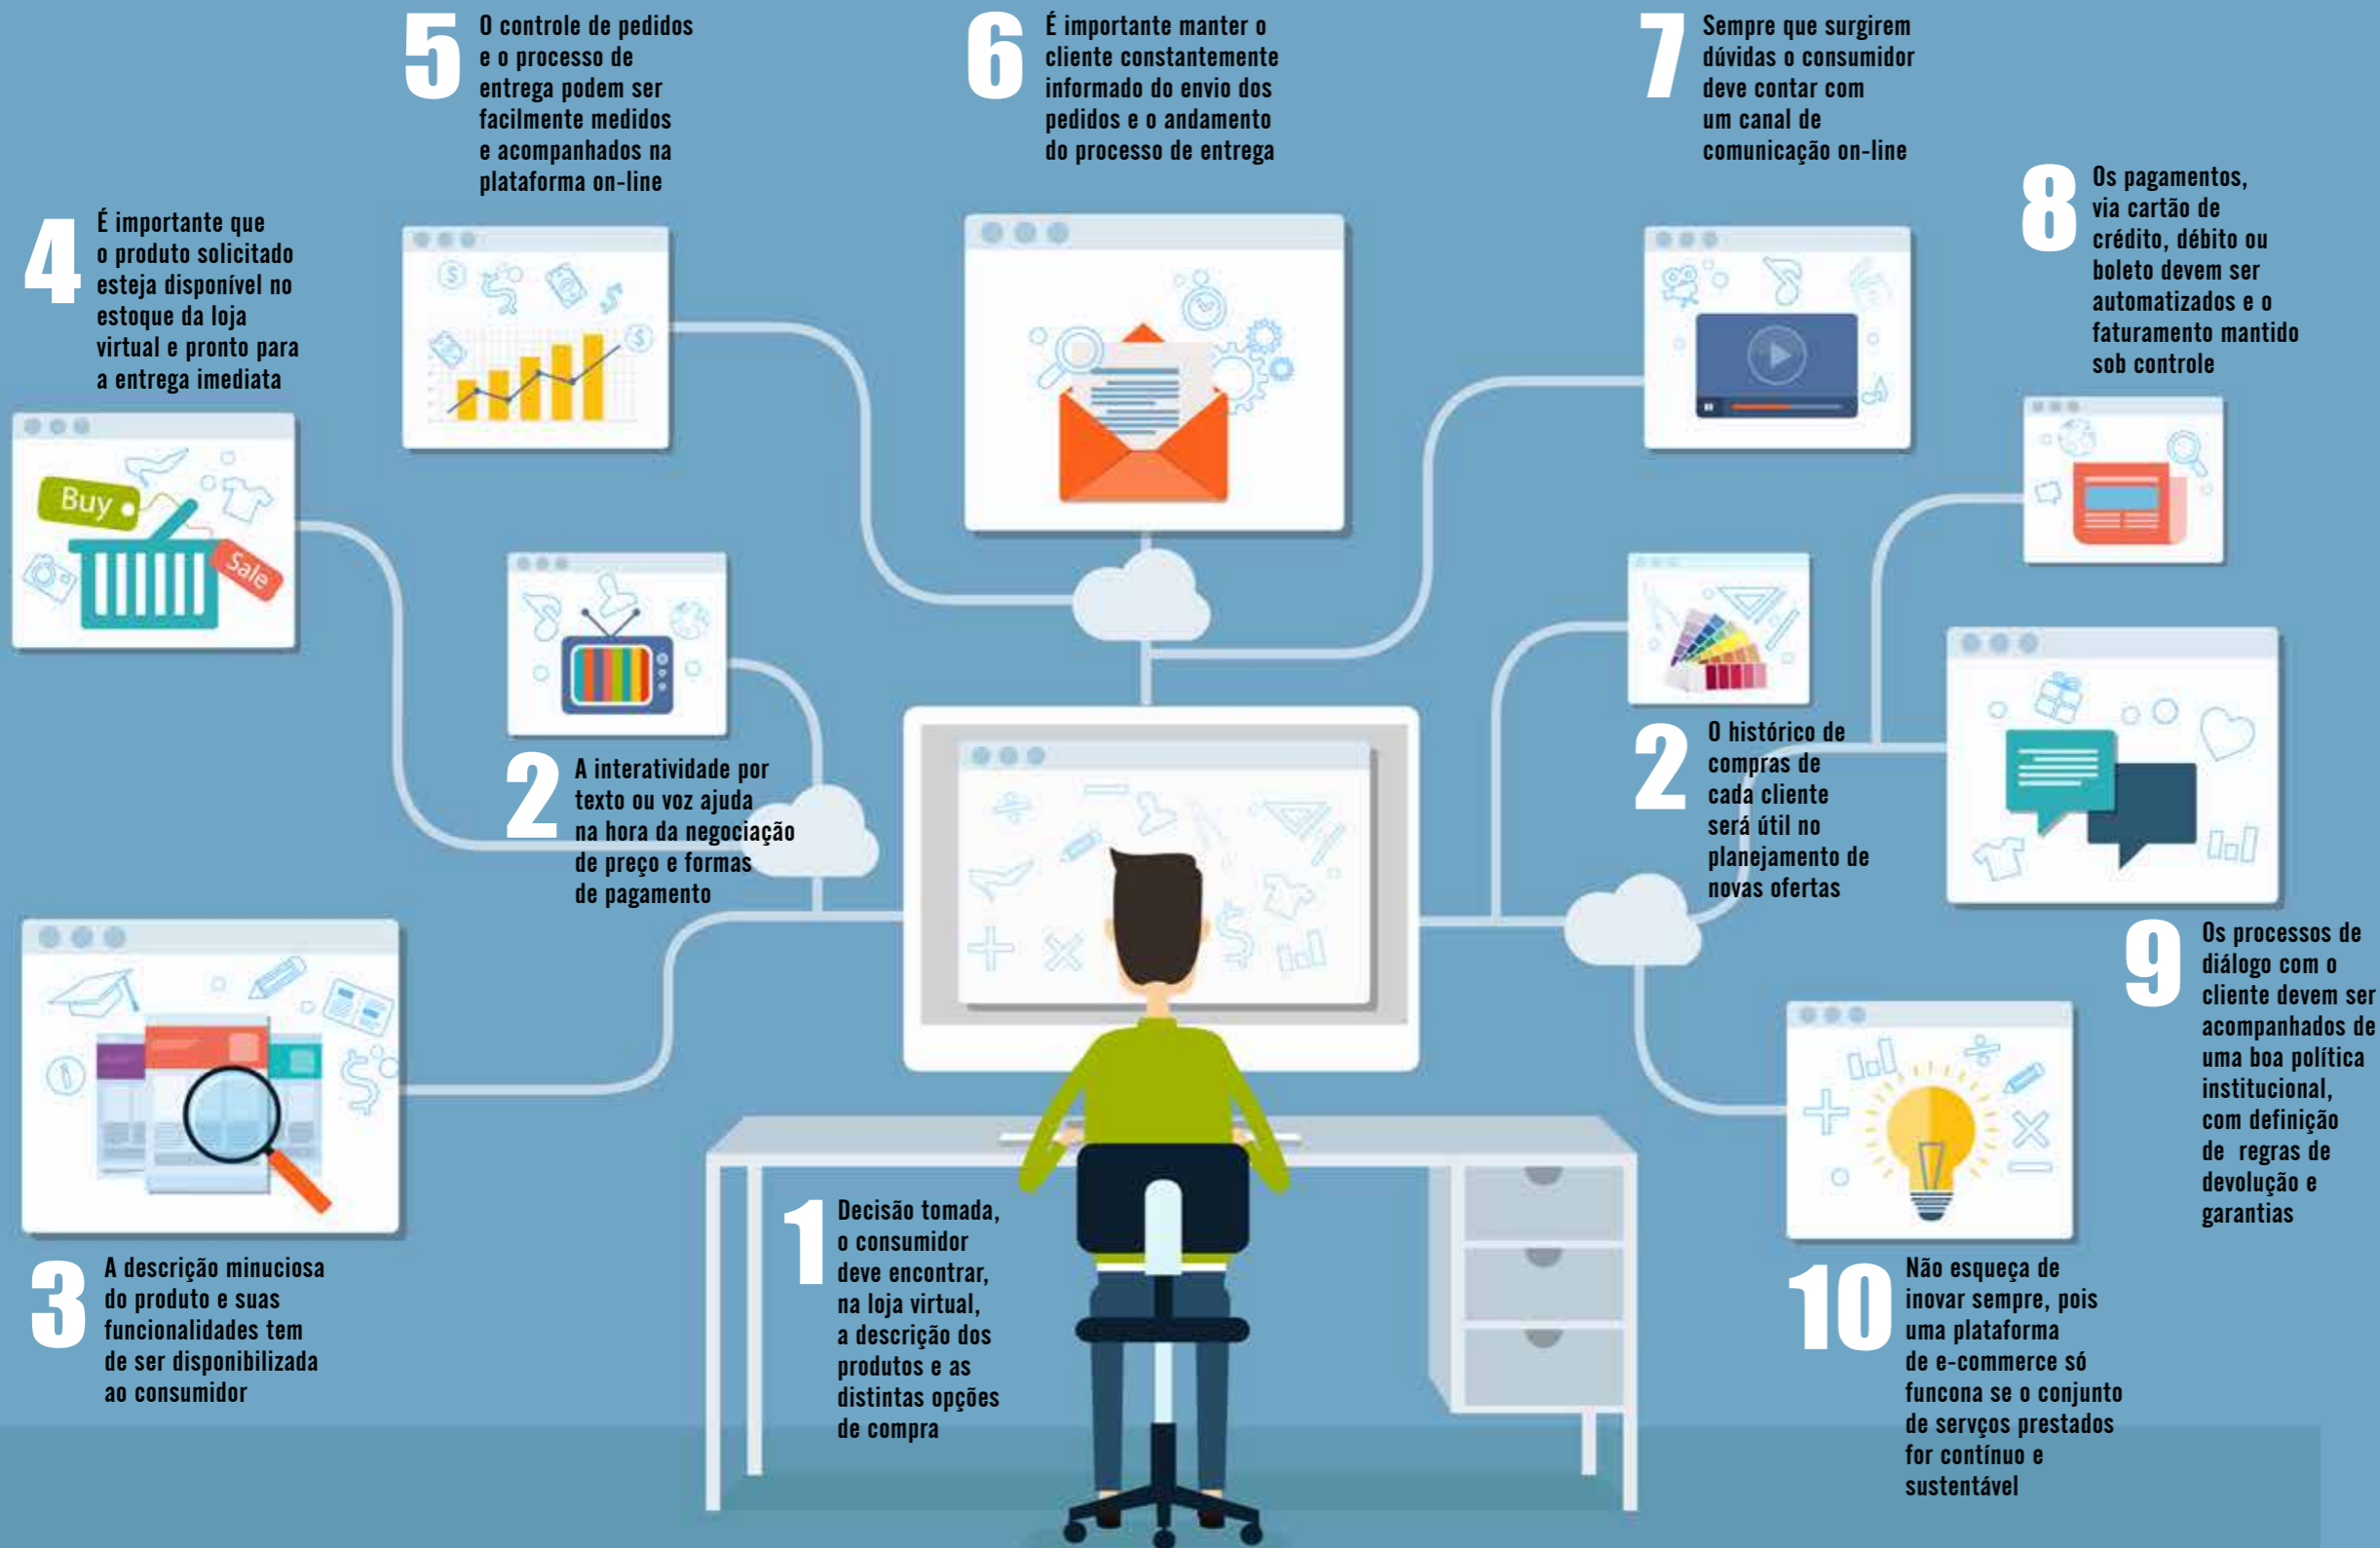 5
O controle de pedidos
e o processo de
entrega podem ser
facilmente medidos
e acompanhados na
plataforma on-line
6
É importante manter o
cliente constantemente
informado do envio dos
pedidos e o andamento
do processo de entrega
7
Sempre que surgirem
dúvidas o consumidor
deve contar com
um canal de
comunicação on-line
8
Os pagamentos,
via cartão de
crédito, débito ou
boleto devem ser
automatizados e o
faturamento mantido
sob controle
4
É importante que
o produto solicitado
esteja disponível no
estoque da loja
virtual e pronto para
a entrega imediata
Buy
Sale
2
A interatividade por
texto ou voz ajuda
na hora da negociação
de preço e formas
de pagamento
2
O histórico de
compras de
cada cliente
será útil no
planejamento de
novas ofertas
9
Os processos de
diálogo com o
cliente devem ser
acompanhados de
uma boa política
institucional,
com definição
de regras de
devolução e
garantias
3
A descrição minuciosa
do produto e suas
funcionalidades tem
de ser disponibilizada
ao consumidor
1
Decisão tomada,
o consumidor
deve encontrar,
na loja virtual,
a descrição dos
produtos e as
distintas opções
de compra
10
Não esqueça de
inovar sempre, pois
uma plataforma
de e-commerce só
funcona se o conjunto
de servços prestados
for contínuo e
sustentável